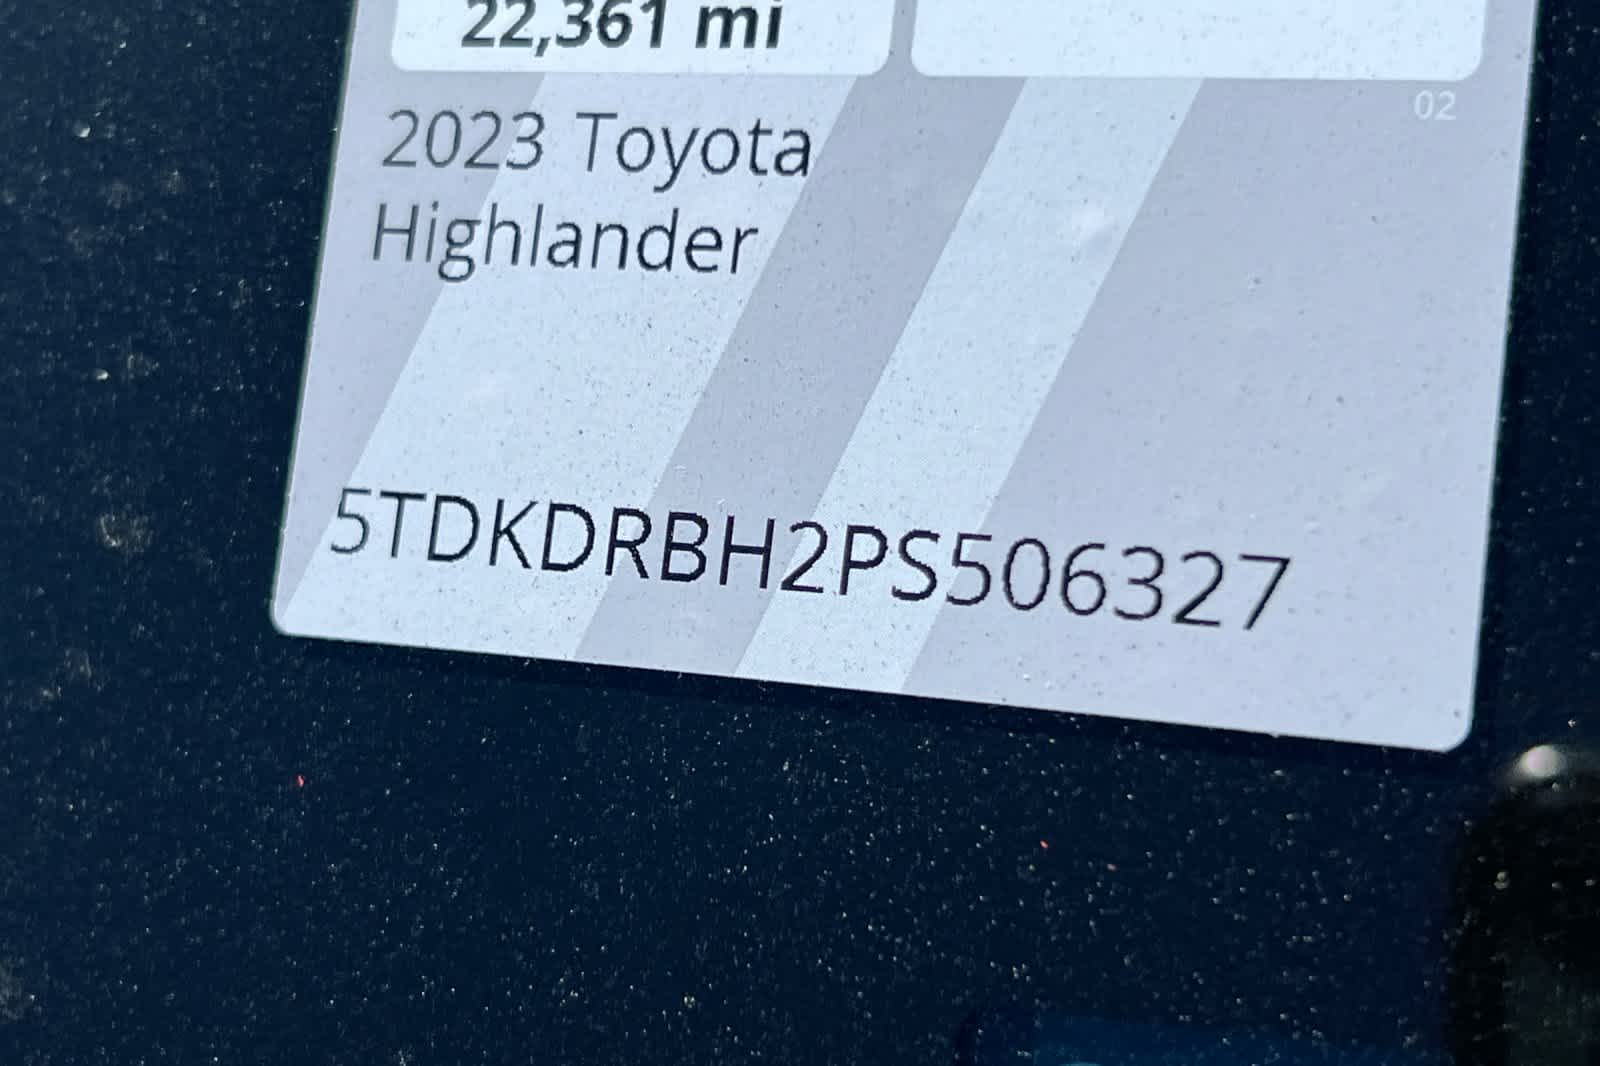 22,361 mi
02
2023 Toyota
Highlander
5TDKDRBH2PS506327